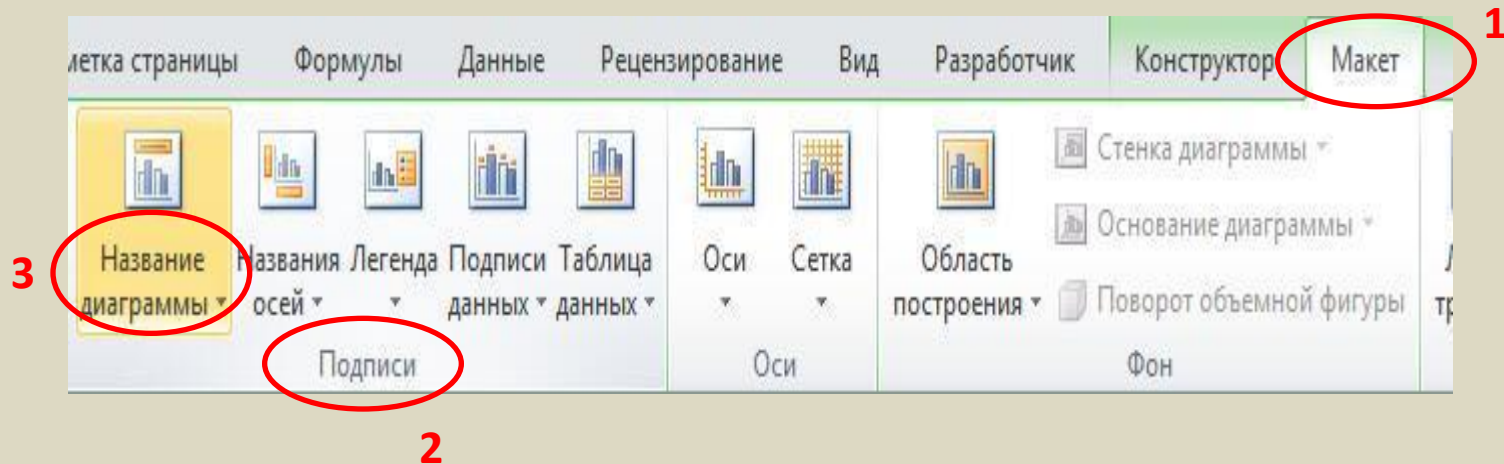 1
метка страницы Формулы Данные Рецензирование Вид Разработчик Конструктор Макет
Стенка диаграммы
Основание диаграммы
Поворот объемной фигуры
3
Название диаграммы
Названия осей
Легенда
Подписи данных
Таблица данных
Оси
Сетка
Область построения
Подписи
Оси
Фон
2